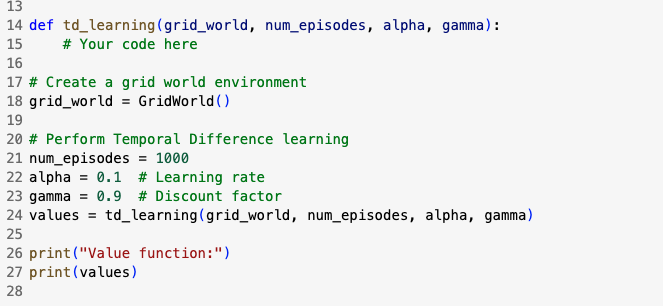 13
14 def td_learning(grid_world, num_episodes, alpha, gamma):
15     # Your code here
16
17 # Create a grid world environment
18 grid_world = GridWorld()
19
20 # Perform Temporal Difference learning
21 num_episodes = 1000
22 alpha = 0.1  # Learning rate
23 gamma = 0.9  # Discount factor
24 values = td_learning(grid_world, num_episodes, alpha, gamma)
25
26 print("Value function:")
27 print(values)
28